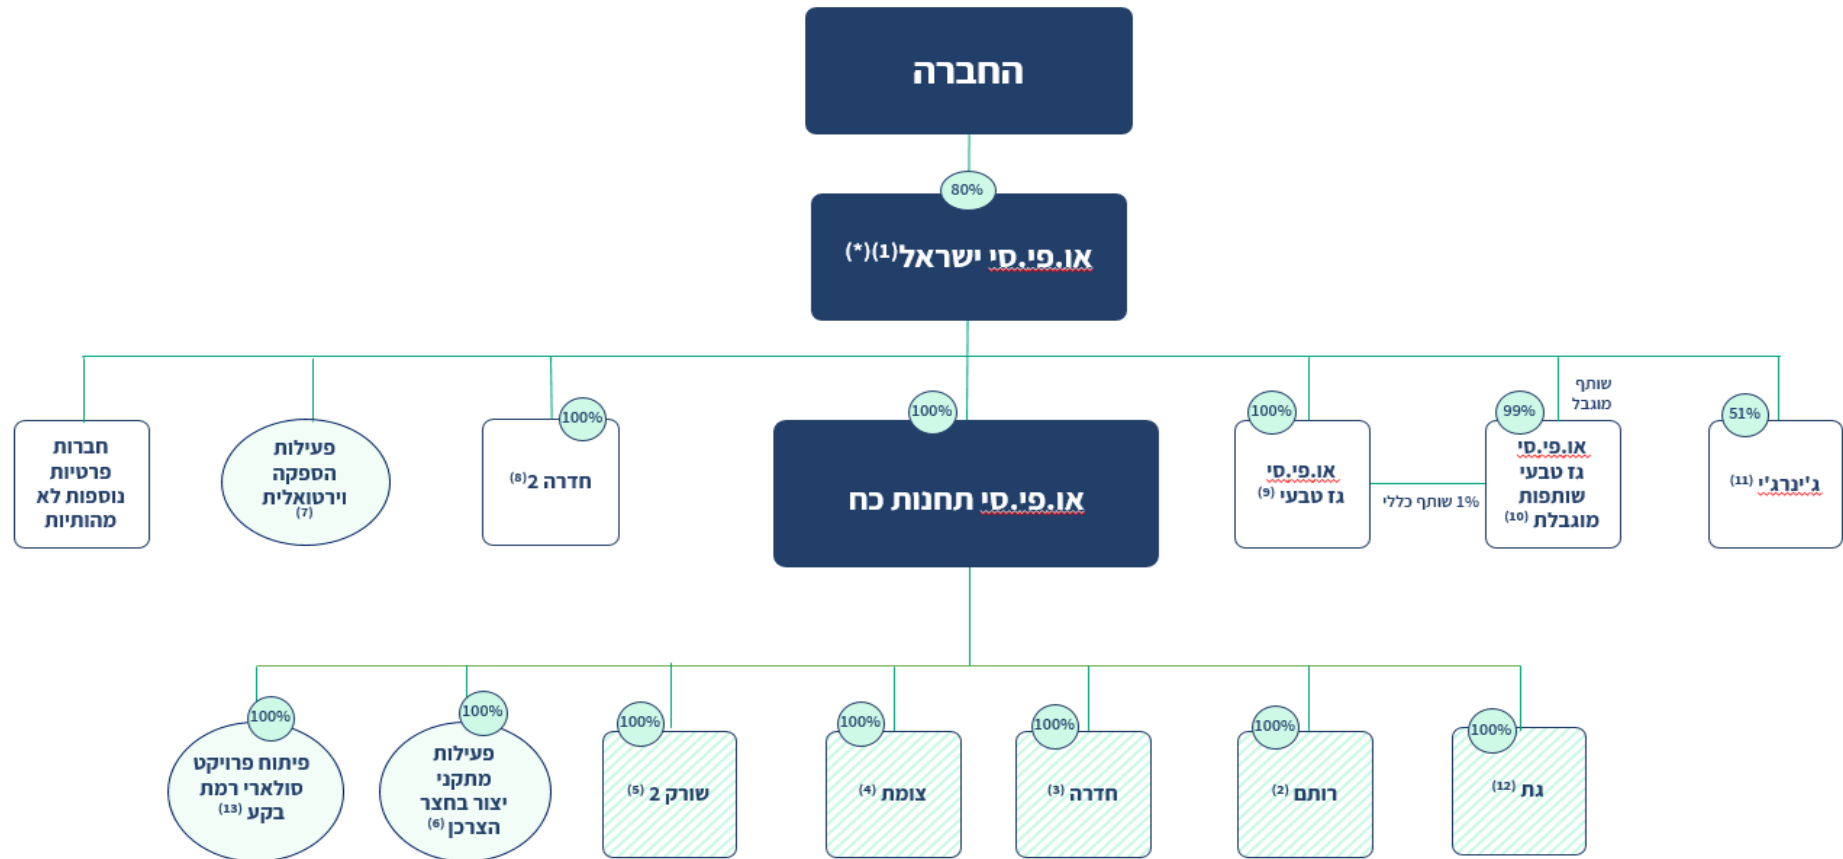 החברה
80%
או.פי.סי ישראל(1)(*)
שותף
מוגבל
51%
ג'ינרג'י (11)
99%
או.פי.סי
גז טבעי
שותפות
מוגבלת (10)
1% שותף כללי
100%
או.פי.סי
גז טבעי (9)
100%
או.פי.סי תחנות כח
100%
חדרה 2(8)
פעילות
הספקה
וירטואלית
(7)
חברות
פרטיות
נוספות לא
מהותיות
100%
גת (12)
100%
רותם (2)
100%
חדרה (3)
100%
צומת (4)
100%
שורק 2 (5)
100%
פעילות
מתקני
יצור בחצר
הצרכן (6)
100%
פיתוח פרויקט
סולארי רמת
בקע (13)